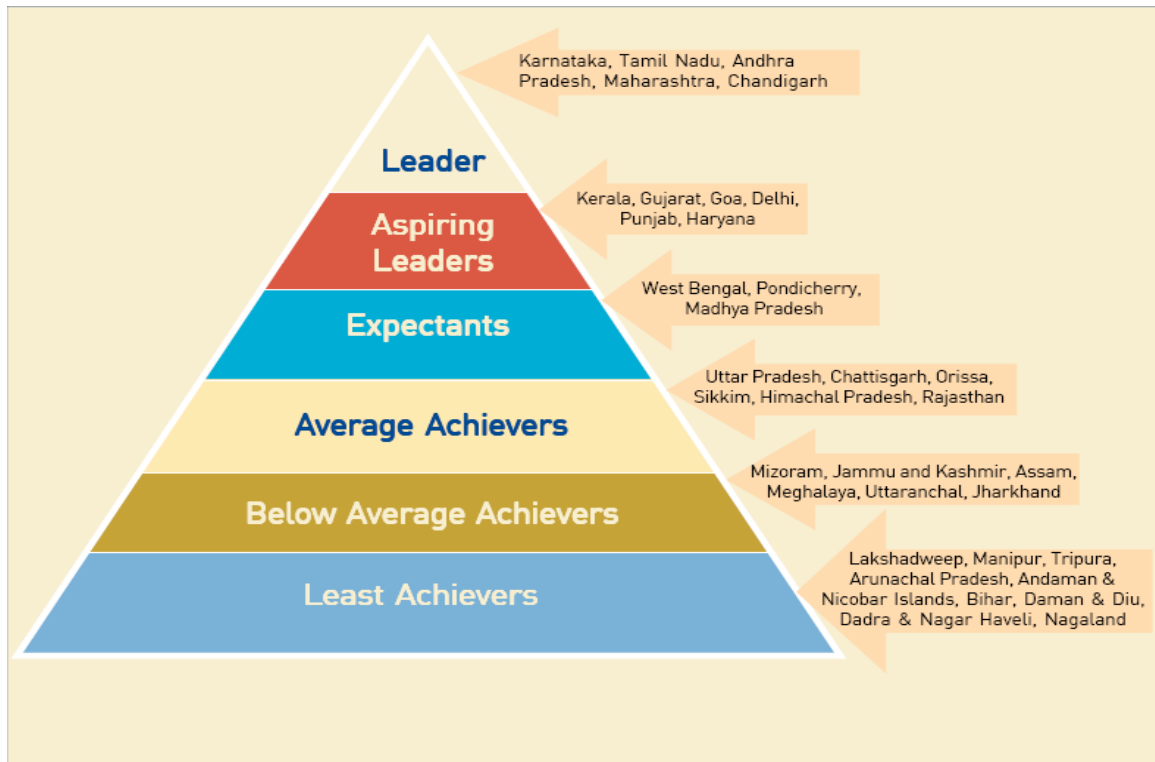 Karnataka, Tamil Nadu, Andhra
Pradesh, Maharashtra, Chandigarh
Leader
Kerala, Gujarat, Goa, Delhi,
Punjab, Haryana
Aspiring
Leaders
West Bengal, Pondicherry,
Madhya Pradesh
Expectants
Uttar Pradesh, Chattisgarh, Orissa,
Sikkim, Himachal Pradesh, Rajasthan
Average Achievers
Mizoram, Jammu and Kashmir, Assam,
Meghalaya, Uttaranchal, Jharkhand
Below Average Achievers
Lakshadweep, Manipur, Tripura,
Arunachal Pradesh, Andaman &
Nicobar Islands, Bihar, Daman & Diu,
Dadra & Nagar Haveli, Nagaland
Least Achievers